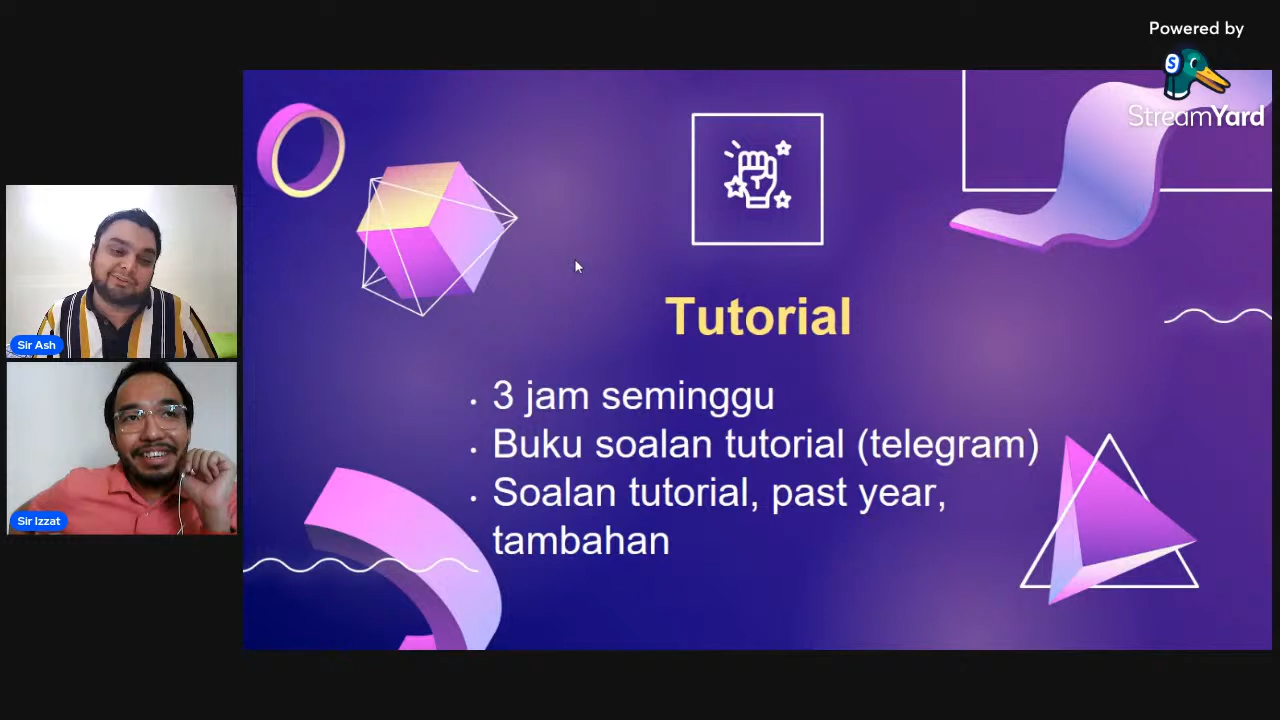 Powered by
StreamYard
Sir Ash
Sir Izzat
Tutorial
• 3 jam seminggu
• Buku soalan tutorial (telegram)
• Soalan tutorial, past year,
tambahan